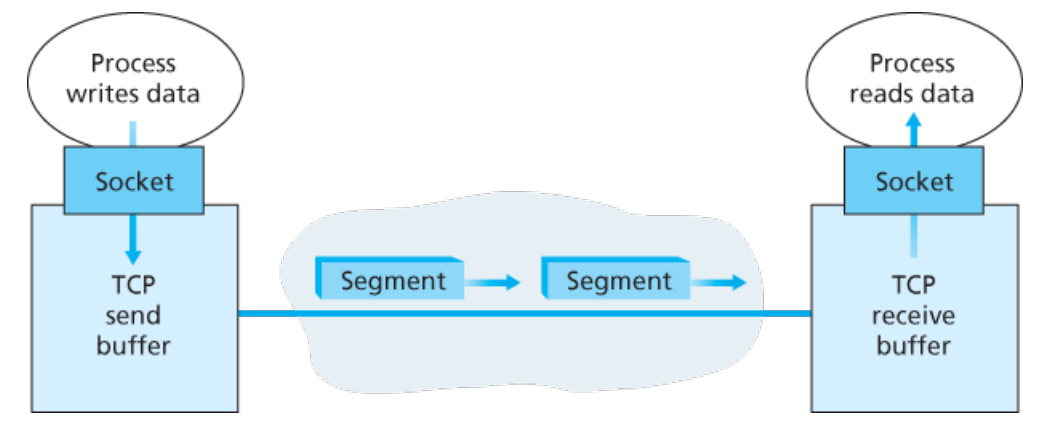 Process
writes data
Socket
TCP
send
buffer
Segment
Segment
Process
reads data
Socket
TCP
receive
buffer